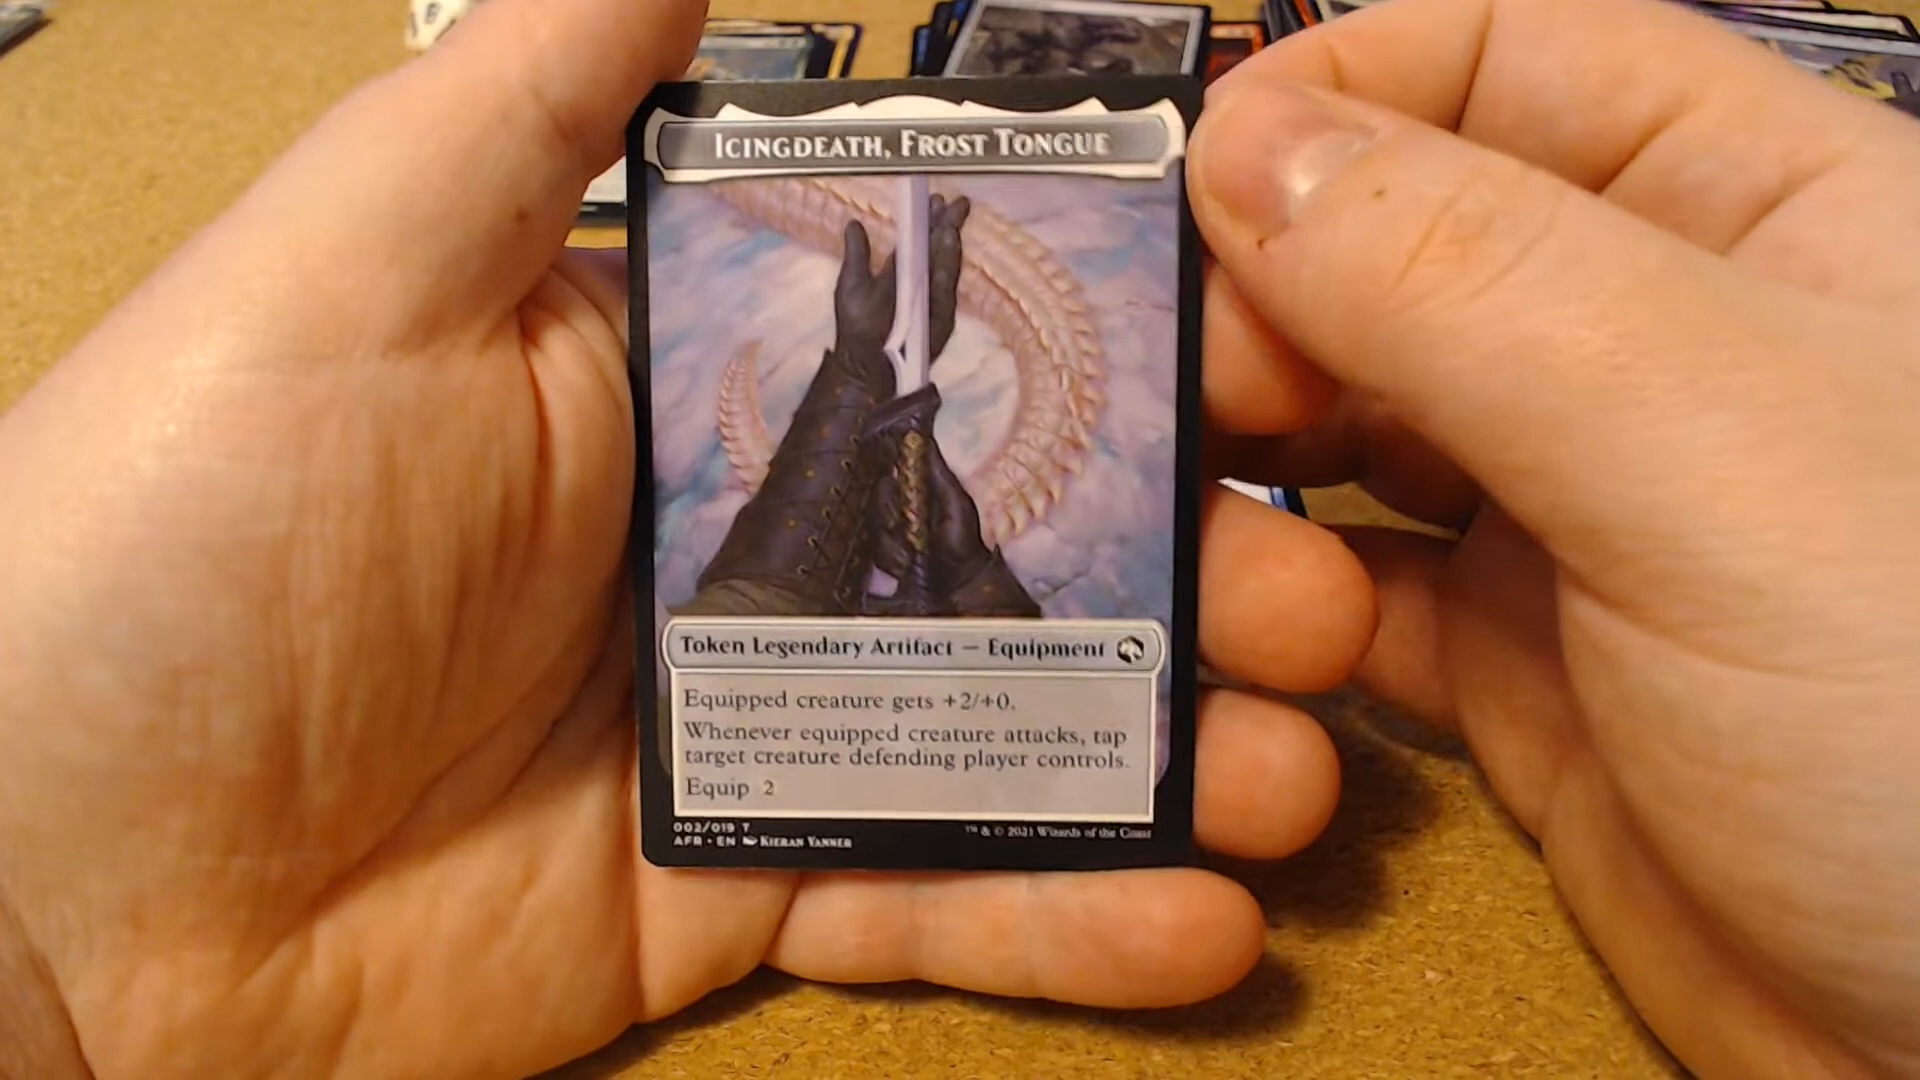 Icingdeath, Frost Tongue
Token Legendary Artifact — Equipment
Equipped creature gets +2/+0.
Whenever equipped creature attacks, tap
target creature defending player controls.
Equip 2
002/019 T
AFR • EN Kieran Yanner
™ & © 2021 Wizards of the Coast